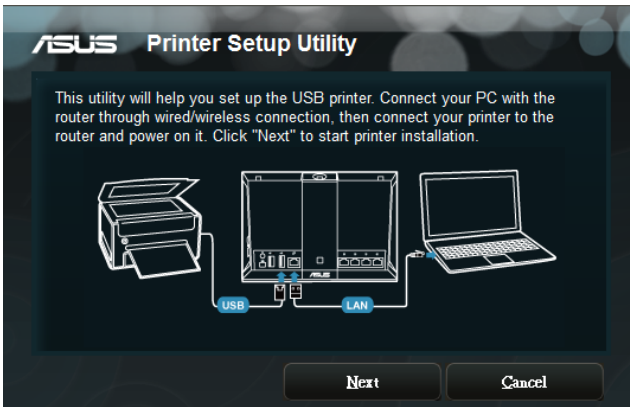 ASUS Printer Setup Utility
This utility will help you set up the USB printer. Connect your PC with the
router through wired/wireless connection, then connect your printer to the
router and power on it. Click "Next" to start printer installation.
ASUS
USB
LAN
Next
Cancel